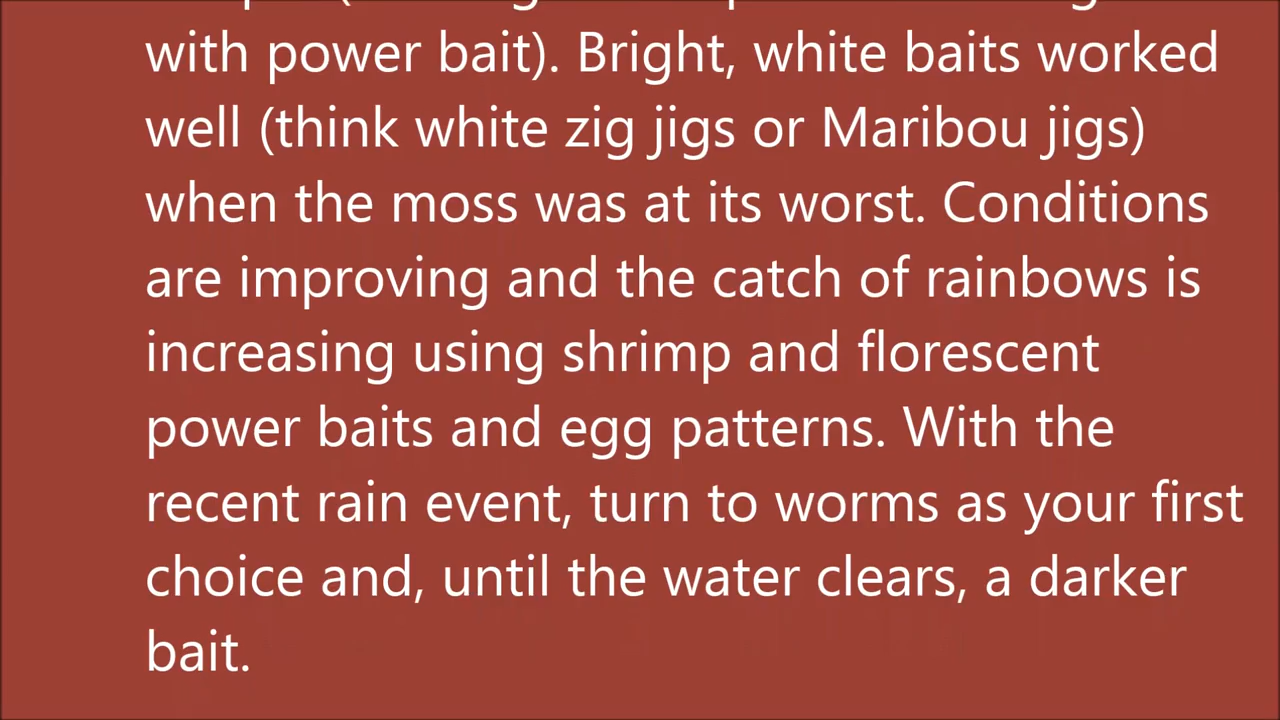 with power bait). Bright, white baits worked
well (think white zig jigs or Maribou jigs)
when the moss was at its worst. Conditions
are improving and the catch of rainbows is
increasing using shrimp and florescent
power baits and egg patterns. With the
recent rain event, turn to worms as your first
choice and, until the water clears, a darker
bait.